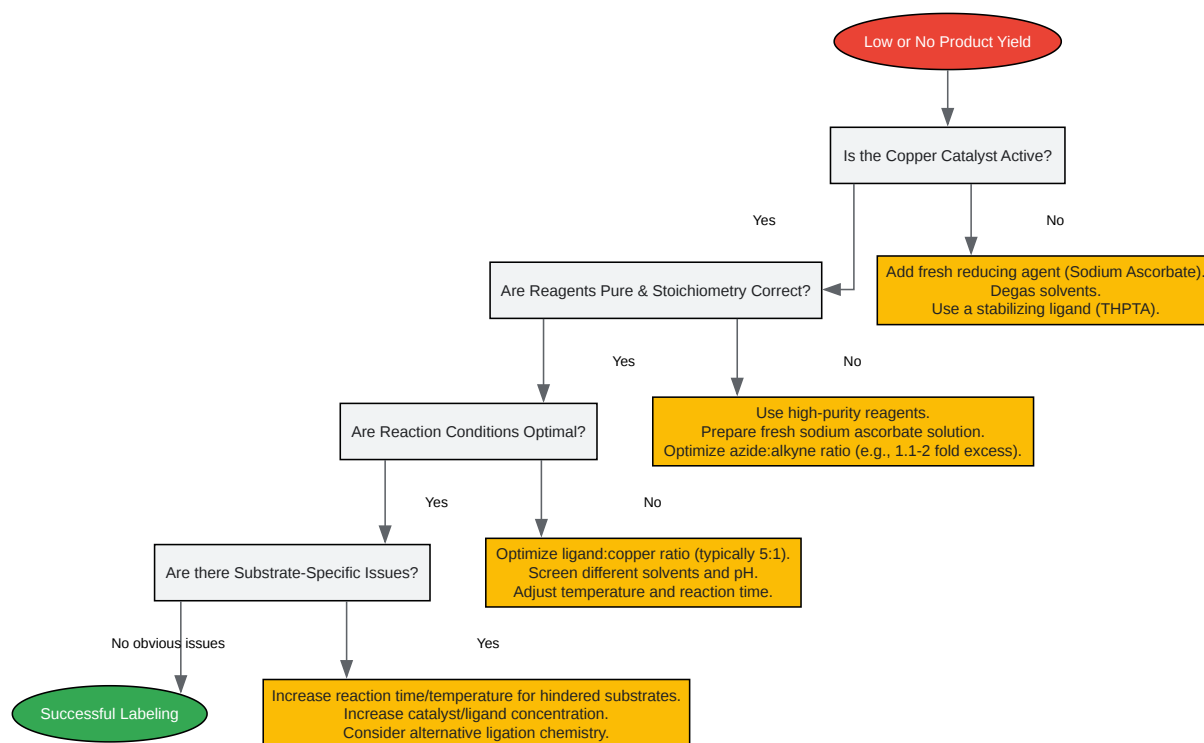 Low or No Product Yield
Is the Copper Catalyst Active?
Yes
No
Add fresh reducing agent (Sodium Ascorbate).
Degas solvents.
Use a stabilizing ligand (THPTA).
Are Reagents Pure & Stoichiometry Correct?
Yes
No
Use high-purity reagents.
Prepare fresh sodium ascorbate solution.
Optimize azide:alkyne ratio (e.g., 1.1-2 fold excess).
Are Reaction Conditions Optimal?
Yes
No
Optimize ligand:copper ratio (typically 5:1).
Screen different solvents and pH.
Adjust temperature and reaction time.
Are there Substrate-Specific Issues?
No obvious issues
Yes
Increase reaction time/temperature for hindered substrates.
Increase catalyst/ligand concentration.
Consider alternative ligation chemistry.
Successful Labeling